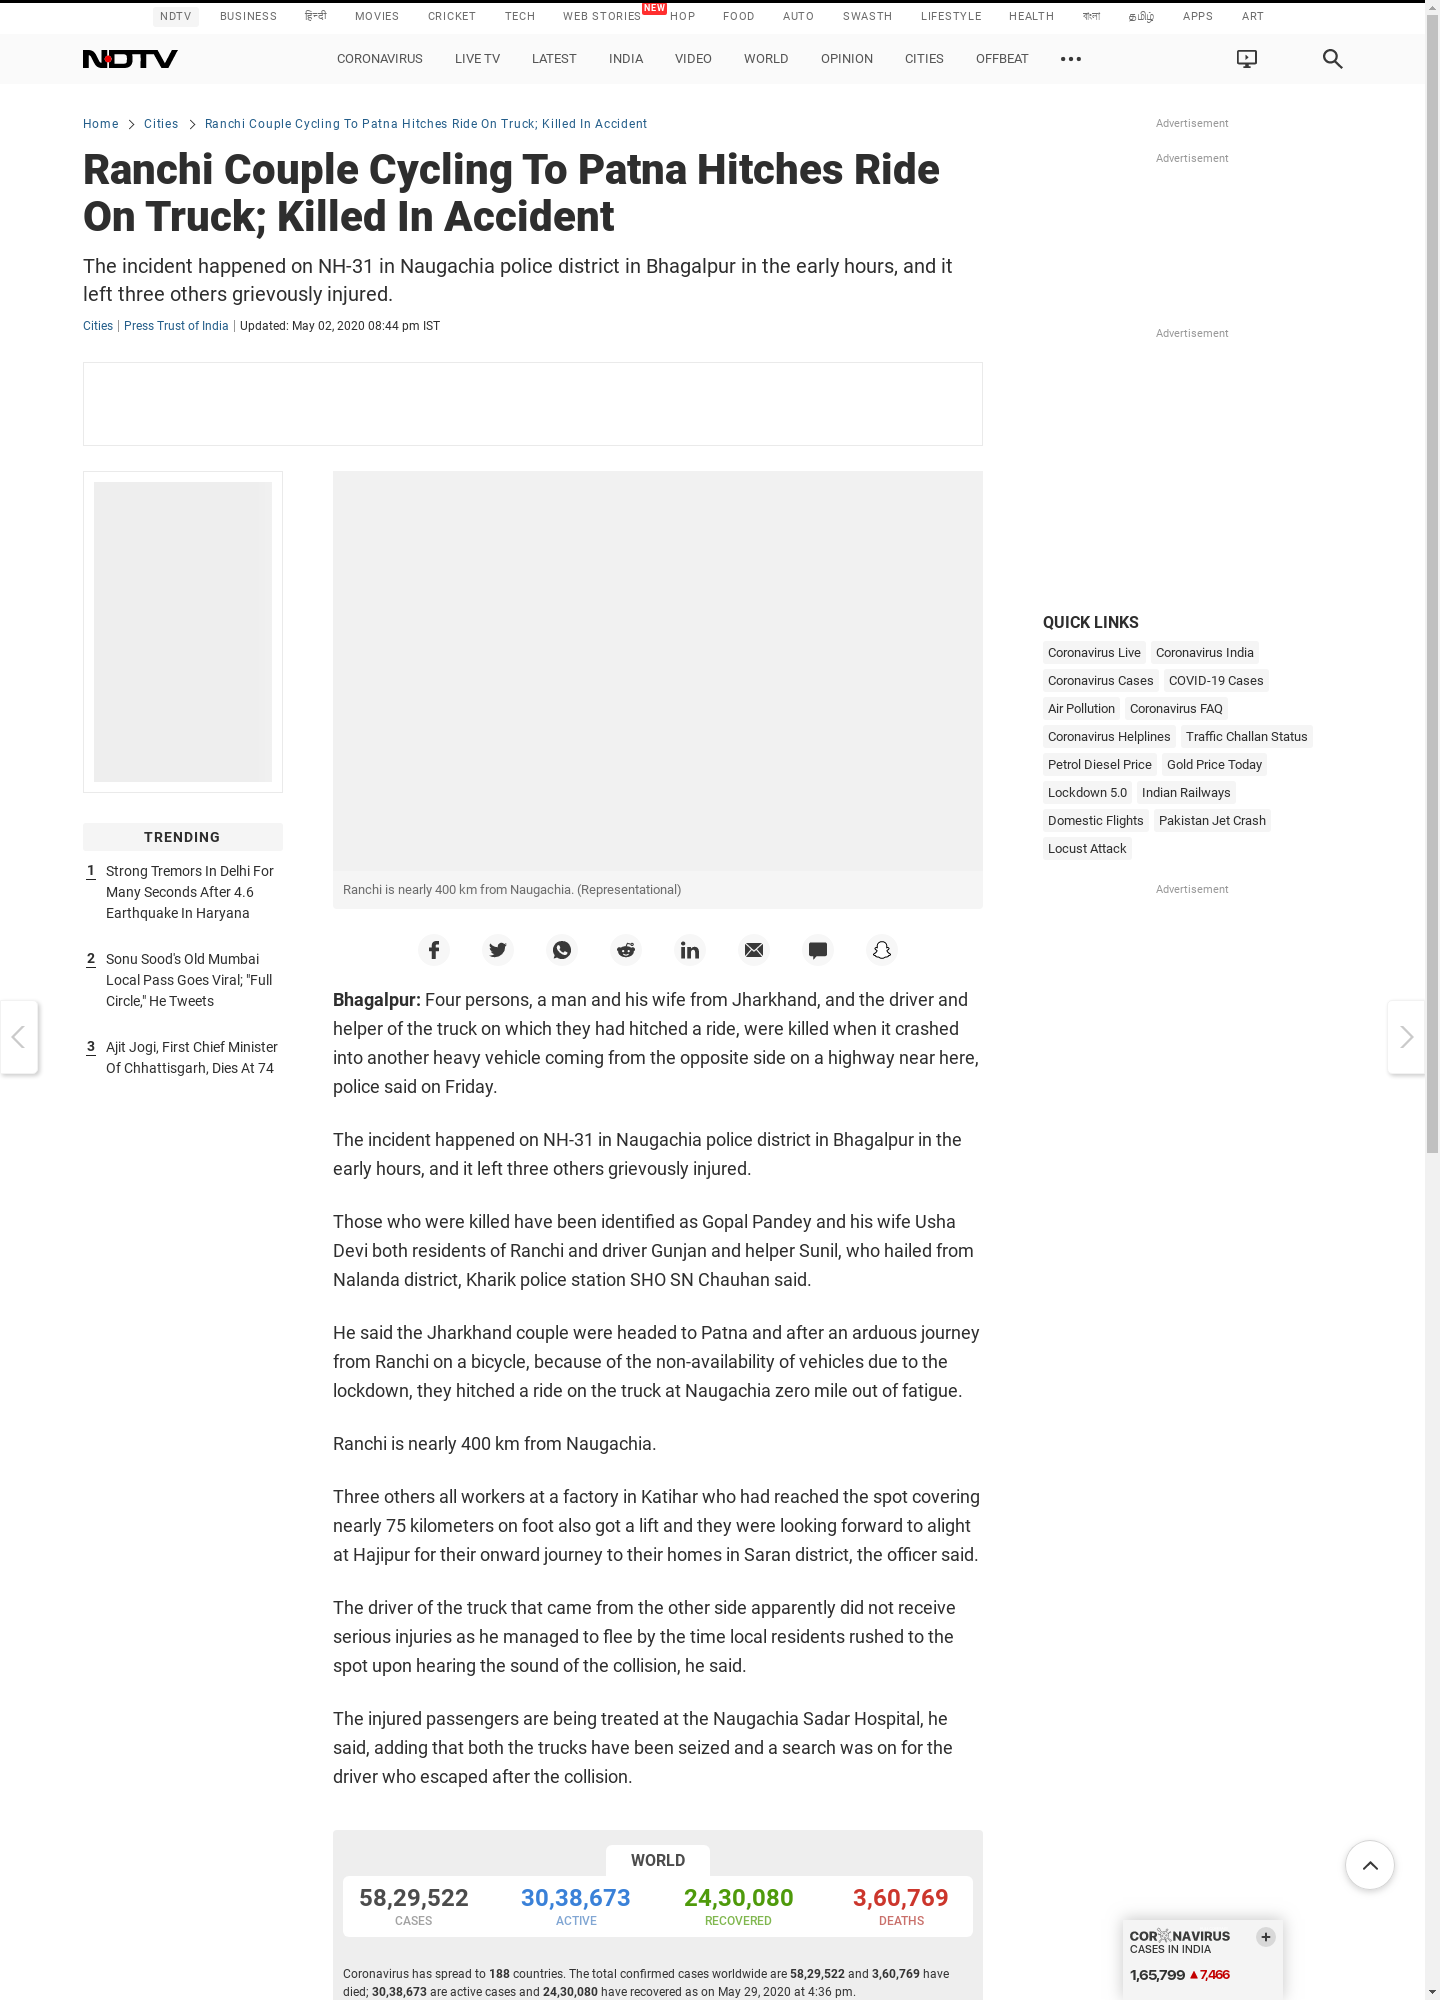 NDTV BUSINESS हिन्दी MOVIES CRICKET TECH WEB STORIES NEW HOP FOOD AUTO SWASTH LIFESTYLE HEALTH বাংলা தமிழ் APPS ART
NDTV CORONAVIRUS LIVE TV LATEST INDIA VIDEO WORLD OPINION CITIES OFFBEAT
Home Cities Ranchi Couple Cycling To Patna Hitches Ride On Truck; Killed In Accident
Ranchi Couple Cycling To Patna Hitches Ride
On Truck; Killed In Accident
The incident happened on NH-31 in Naugachia police district in Bhagalpur in the early hours, and it
left three others grievously injured.
Cities | Press Trust of India | Updated: May 02, 2020 08:44 pm IST
TRENDING
1 Strong Tremors In Delhi For
Many Seconds After 4.6
Earthquake In Haryana
2 Sonu Sood's Old Mumbai
Local Pass Goes Viral; "Full
Circle," He Tweets
3 Ajit Jogi, First Chief Minister
Of Chhattisgarh, Dies At 74
Ranchi is nearly 400 km from Naugachia. (Representational)
Bhagalpur: Four persons, a man and his wife from Jharkhand, and the driver and
helper of the truck on which they had hitched a ride, were killed when it crashed
into another heavy vehicle coming from the opposite side on a highway near here,
police said on Friday.
The incident happened on NH-31 in Naugachia police district in Bhagalpur in the
early hours, and it left three others grievously injured.
Those who were killed have been identified as Gopal Pandey and his wife Usha
Devi both residents of Ranchi and driver Gunjan and helper Sunil, who hailed from
Nalanda district, Kharik police station SHO SN Chauhan said.
He said the Jharkhand couple were headed to Patna and after an arduous journey
from Ranchi on a bicycle, because of the non-availability of vehicles due to the
lockdown, they hitched a ride on the truck at Naugachia zero mile out of fatigue.
Ranchi is nearly 400 km from Naugachia.
Three others all workers at a factory in Katihar who had reached the spot covering
nearly 75 kilometers on foot also got a lift and they were looking forward to alight
at Hajipur for their onward journey to their homes in Saran district, the officer said.
The driver of the truck that came from the other side apparently did not receive
serious injuries as he managed to flee by the time local residents rushed to the
spot upon hearing the sound of the collision, he said.
The injured passengers are being treated at the Naugachia Sadar Hospital, he
said, adding that both the trucks have been seized and a search was on for the
driver who escaped after the collision.
WORLD
58,29,522 30,38,673 24,30,080 3,60,769
CASES ACTIVE RECOVERED DEATHS
Coronavirus has spread to 188 countries. The total confirmed cases worldwide are 58,29,522 and 3,60,769 have
died; 30,38,673 are active cases and 24,30,080 have recovered as on May 29, 2020 at 4:36 pm.
Advertisement
Advertisement
Advertisement
QUICK LINKS
Coronavirus Live Coronavirus India
Coronavirus Cases COVID-19 Cases
Air Pollution Coronavirus FAQ
Coronavirus Helplines Traffic Challan Status
Petrol Diesel Price Gold Price Today
Lockdown 5.0 Indian Railways
Domestic Flights Pakistan Jet Crash
Locust Attack
Advertisement
CORONAVIRUS
CASES IN INDIA
1,65,799 ▲7,466